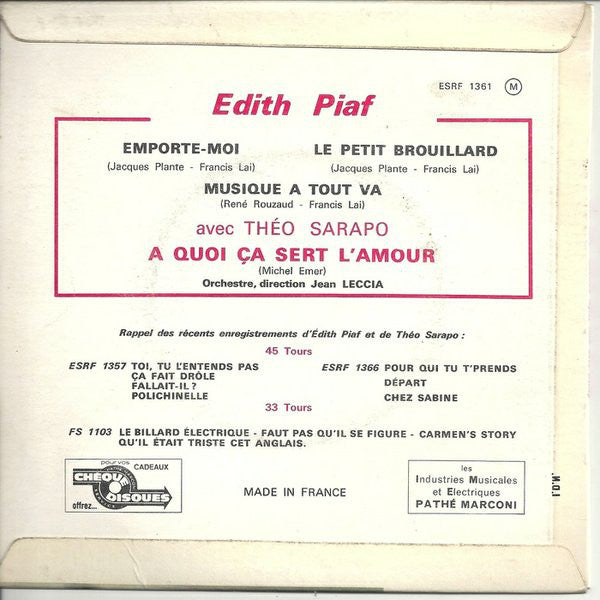 ESRF 1361 M
Edith Piaf
EMPORTE-MOI
(Jacques Plante - Francis Lai)
LE PETIT BROUILLARD
(Jacques Plante - Francis Lai)
MUSIQUE A TOUT VA
(René Rouzaud - Francis Lai)
avec THÉO SARAPO
A QUOI ÇA SERT L'AMOUR
(Michel Emer)
Orchestre, direction Jean LECCIA
Rappel des récents enregistrements d'Édith Piaf et de Théo Sarapo :
45 Tours
ESRF 1357 TOI, TU L'ENTENDS PAS
ÇA FAIT DRÔLE
FALLAIT-IL?
POLICHINELLE
ESRF 1366 POUR QUI TU T'PRENDS
DÉPART
CHEZ SABINE
33 Tours
FS 1103 LE BILLARD ÉLECTRIQUE - FAUT PAS QU'IL SE FIGURE - CARMEN'S STORY
QU'IL ÉTAIT TRISTE CET ANGLAIS.
pour vos CADEAUX
CHEQUE
DISQUES
offrez...
MADE IN FRANCE
les
Industries Musicales
et Electriques
PATHÉ MARCONI
I.D.N.